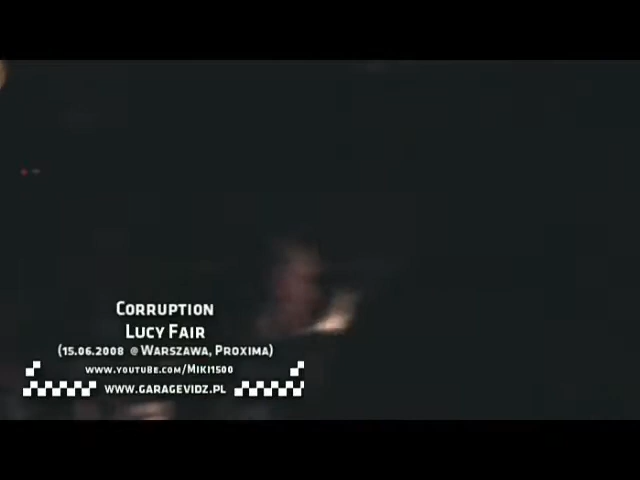 Corruption
Lucy Fair
(15.06.2008 @ Warszawa, Proxima)
www.youtube.com/Miki1500
www.garagevidz.pl